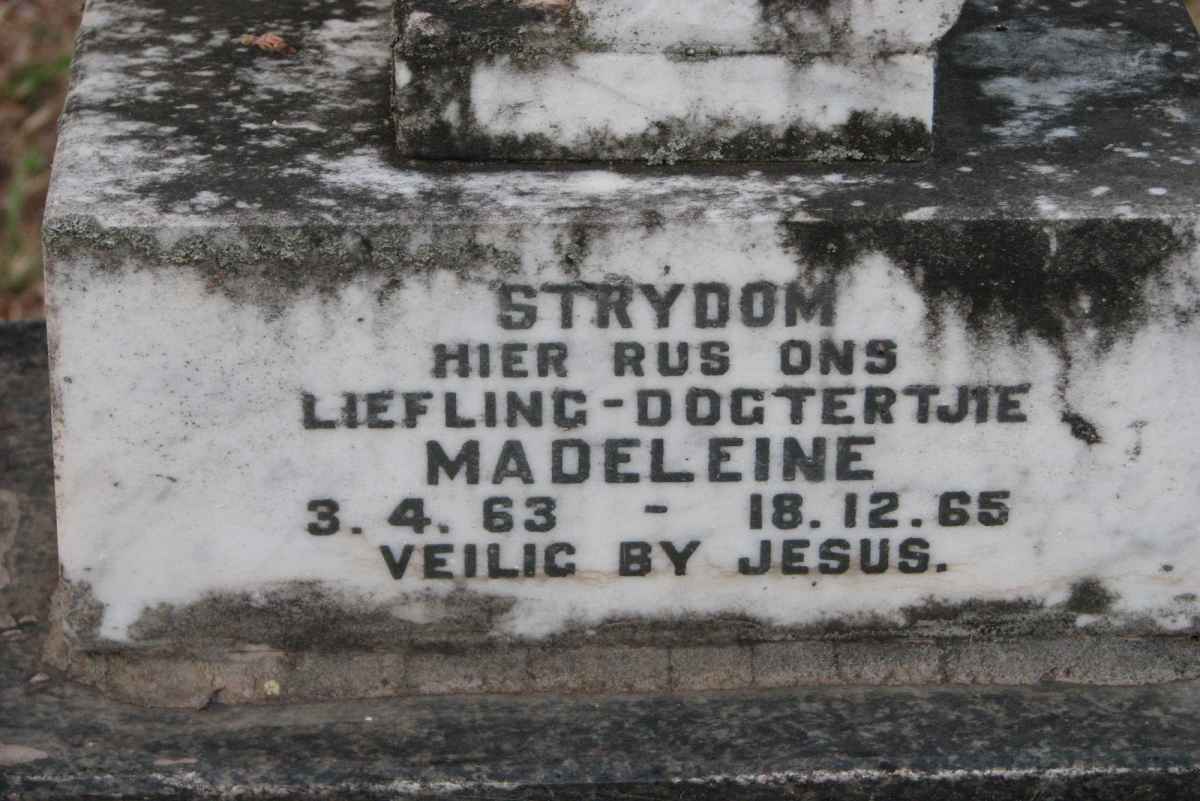 STRYDOM
HIER RUS ONS
LIEFLING-DOGTERTJIE
MADELEINE
3. 4. 63 - 18. 12. 65
VEILIG BY JESUS.